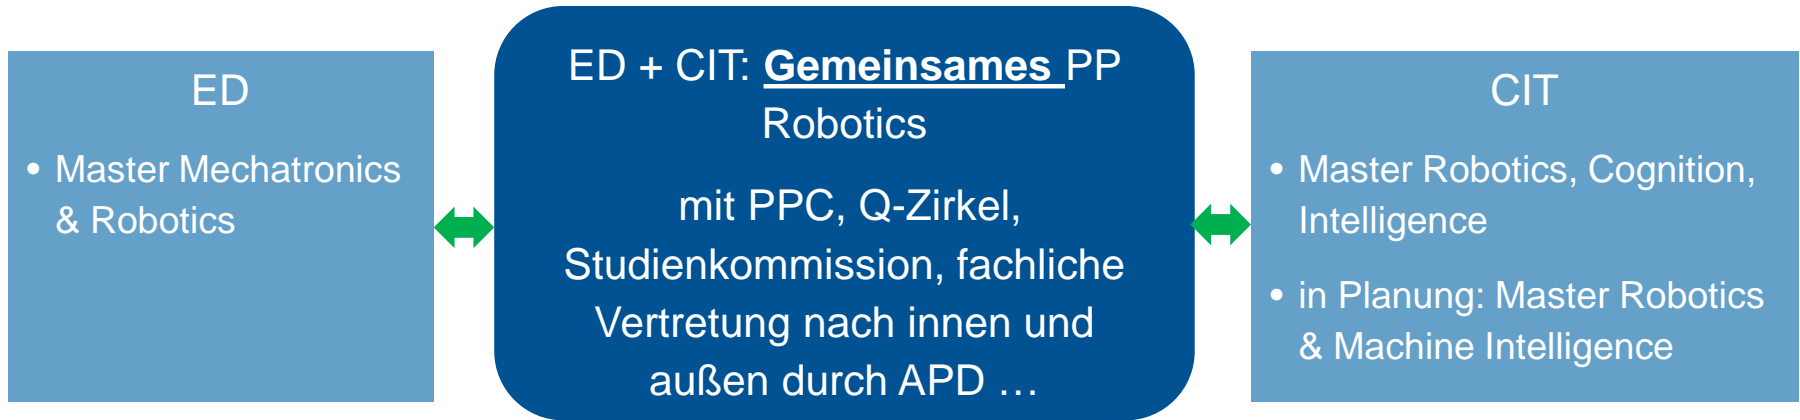 ED
• Master Mechatronics
& Robotics
ED + CIT: Gemeinsames PP
Robotics
mit PPC, Q-Zirkel,
Studienkommission, fachliche
Vertretung nach innen und
außen durch APD …
CIT
• Master Robotics, Cognition,
Intelligence
• in Planung: Master Robotics
& Machine Intelligence